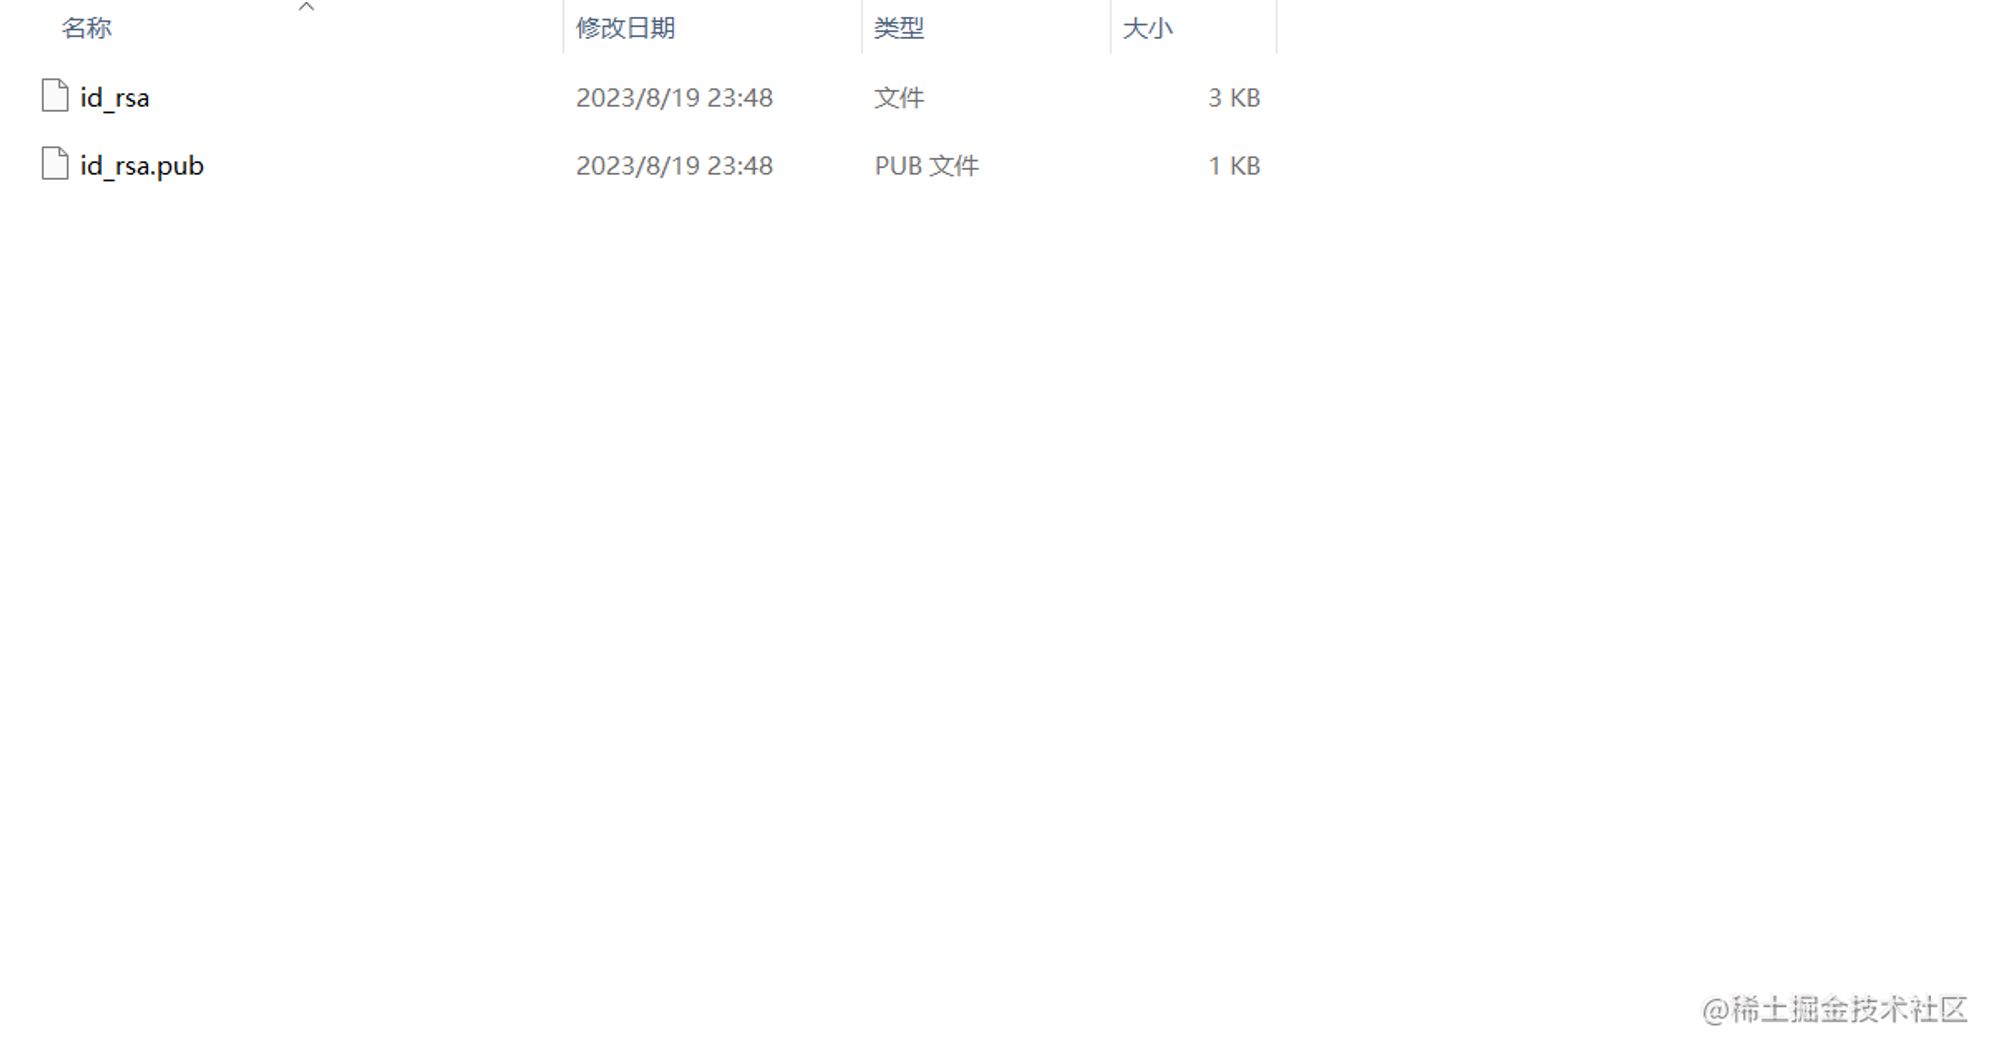 名称 修改日期 类型 大小
id_rsa 2023/8/19 23:48 文件 3 KB
id_rsa.pub 2023/8/19 23:48 PUB 文件 1 KB
@稀土掘金技术社区